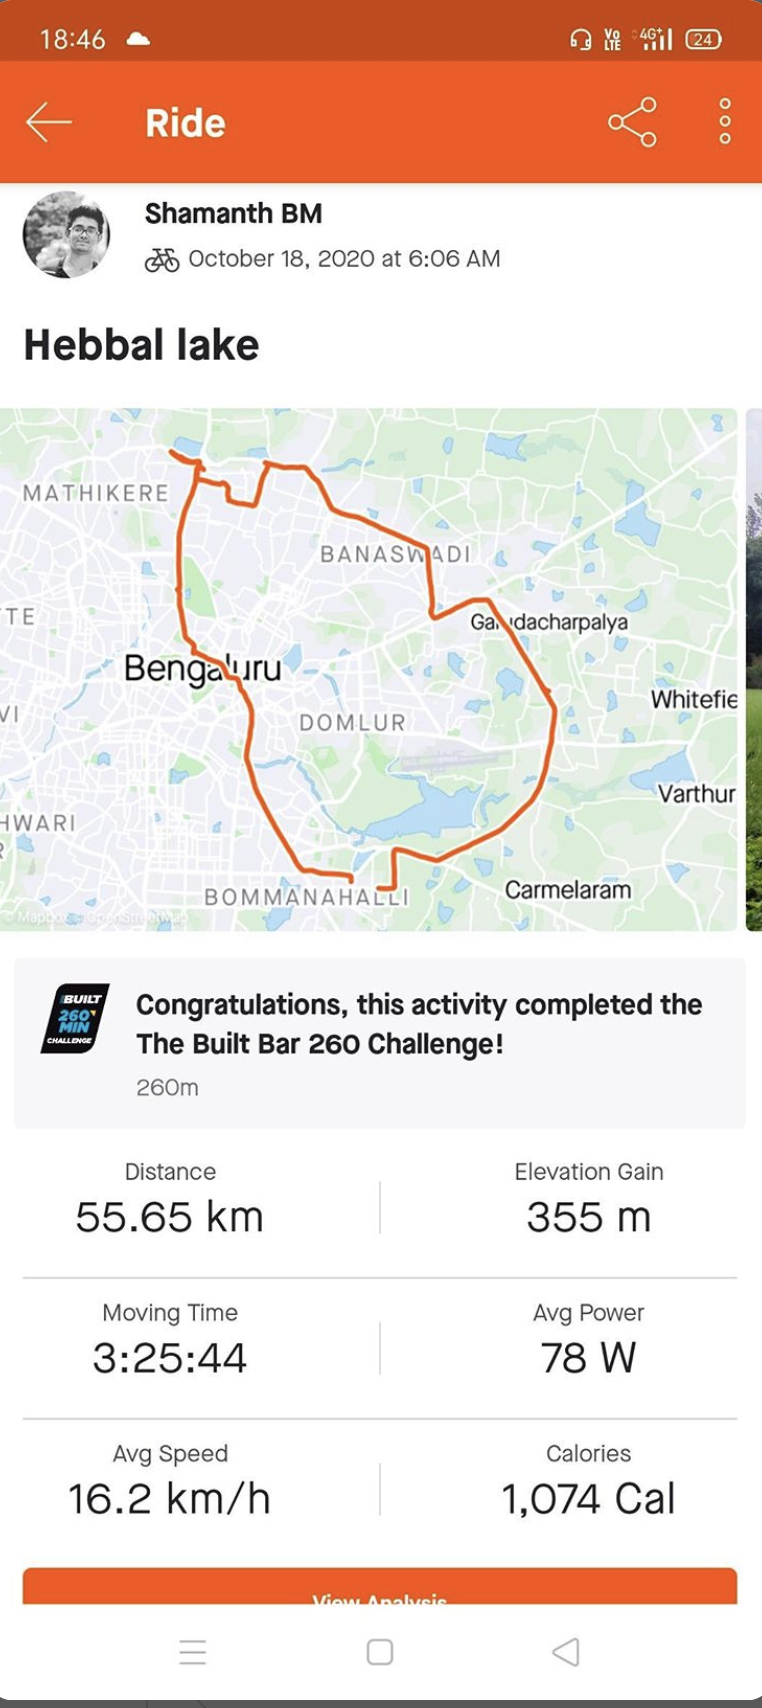 18:46
Vo LTE 4G+ 24
Ride
Shamanth BM
October 18, 2020 at 6:06 AM
Hebbal lake
MATHIKERE
BANASWADI
TE
Bengaluru
Whitefie
VI
DOMLUR
Varthur
HWARI
Carmelaram
BOMMANAHALLI
© Mapbox © OpenStreetMap
BUILT
260
MIN
CHALLENGE
Congratulations, this activity completed the
The Built Bar 260 Challenge!
260m
Distance
Elevation Gain
55.65 km
355 m
Moving Time
Avg Power
3:25:44
78 W
Avg Speed
Calories
16.2 km/h
1,074 Cal
View Analysis